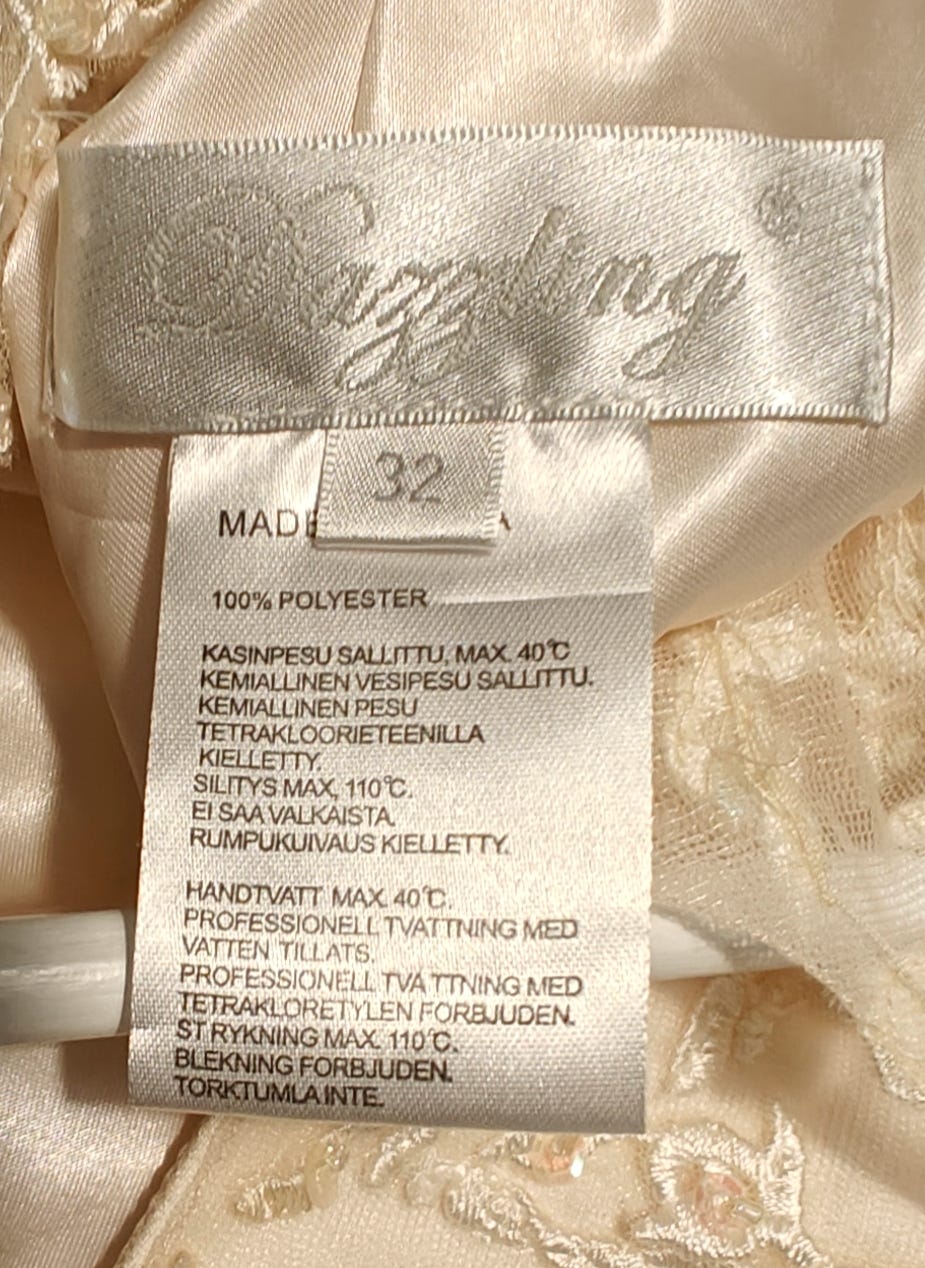 Dazzling®
32
MADE A
100% POLYESTER
KASINPESU SALLITTU, MAX. 40℃
KEMIALLINEN VESIPESU SALLITTU.
KEMIALLINEN PESU
TETRAKLOORIETEENILLA
KIELLETTY.
SILITYS MAX, 110℃.
EI SAA VALKAISTA.
RUMPUKUIVAUS KIELLETTY.
HANDTVATT MAX. 40℃.
PROFESSIONELL TVATTNING MED
VATTEN TILLATS.
PROFESSIONELL TVA TTNING MED
TETRAKLORETYLEN FORBJUDEN.
ST RYKNING MAX. 110℃.
BLEKNING FORBJUDEN.
TORKTUMLA INTE.